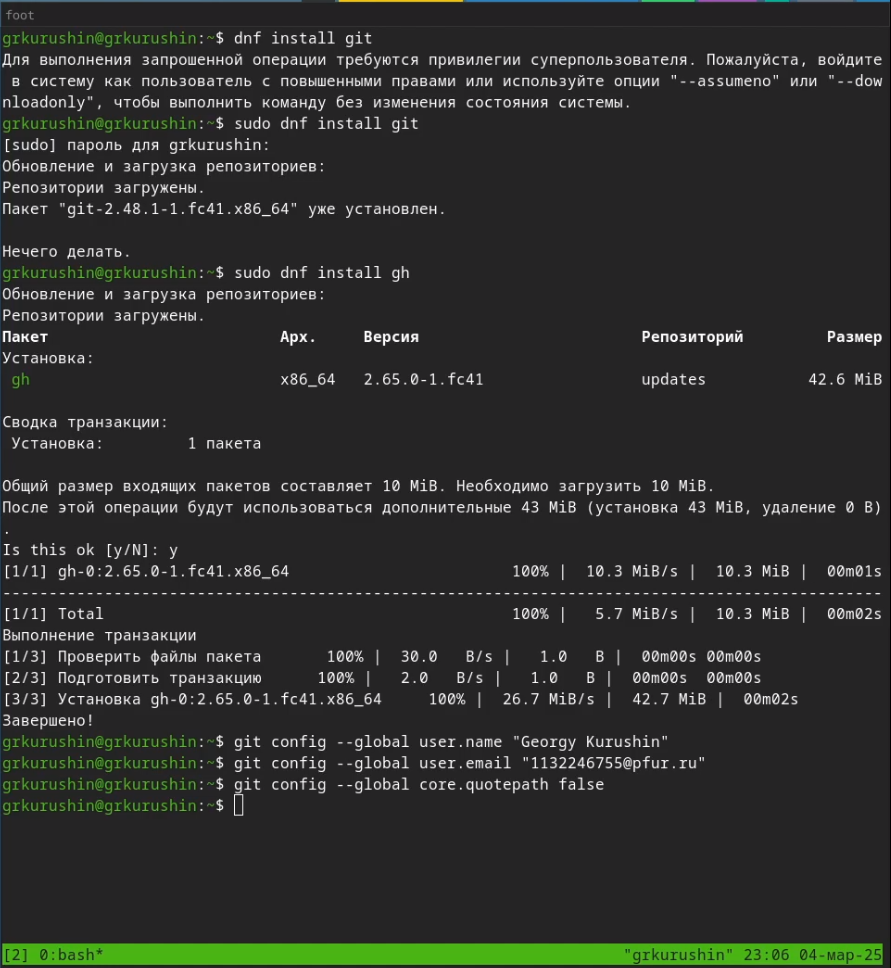 foot
grkurushin@grkurushin:~$ dnf install git
Для выполнения запрошенной операции требуются привилегии суперпользователя. Пожалуйста, войдите
 в систему как пользователь с повышенными правами или используйте опции "--assumeno" или "--dow
nloadonly", чтобы выполнить команду без изменения состояния системы.
grkurushin@grkurushin:~$ sudo dnf install git
[sudo] пароль для grkurushin:
Обновление и загрузка репозиториев:
Репозитории загружены.
Пакет "git-2.48.1-1.fc41.x86_64" уже установлен.

Нечего делать.
grkurushin@grkurushin:~$ sudo dnf install gh
Обновление и загрузка репозиториев:
Репозитории загружены.
Пакет                         Арх.     Версия                        Репозиторий         Размер
Установка:
 gh                           x86_64   2.65.0-1.fc41                 updates           42.6 MiB

Сводка транзакции:
 Установка:         1 пакета

Общий размер входящих пакетов составляет 10 MiB. Необходимо загрузить 10 MiB.
После этой операции будут использоваться дополнительные 43 MiB (установка 43 MiB, удаление 0 B)
.
Is this ok [y/N]: y
[1/1] gh-0:2.65.0-1.fc41.x86_64                        100% |  10.3 MiB/s |  10.3 MiB |  00m01s
-----------------------------------------------------------------------------------------------
[1/1] Total                                            100% |   5.7 MiB/s |  10.3 MiB |  00m02s
Выполнение транзакции
[1/3] Проверить файлы пакета       100% |  30.0   B/s |   1.0   B |  00m00s 00m00s
[2/3] Подготовить транзакцию      100% |   2.0   B/s |   1.0   B |  00m00s  00m00s
[3/3] Установка gh-0:2.65.0-1.fc41.x86_64     100% |  26.7 MiB/s |  42.7 MiB |  00m02s
Завершено!
grkurushin@grkurushin:~$ git config --global user.name "Georgy Kurushin"
grkurushin@grkurushin:~$ git config --global user.email "1132246755@pfur.ru"
grkurushin@grkurushin:~$ git config --global core.quotepath false
grkurushin@grkurushin:~$
[2] 0:bash*                                                        "grkurushin" 23:06 04-мар-25